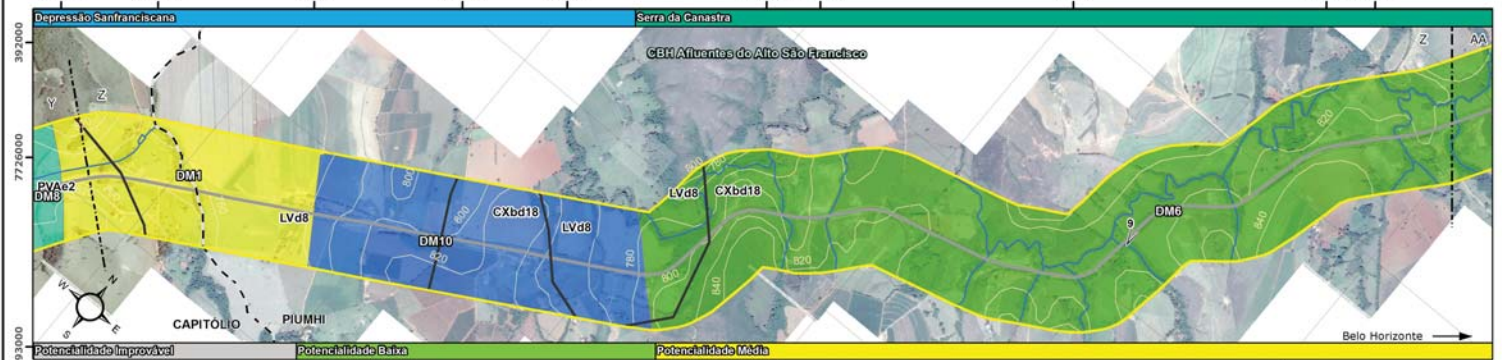 Depressão Sanfranciscana
Serra da Canastra
392000
CBH Afluentes do Alto São Francisco
Z
AA
Y
Z
820
7726000
800
800
780
PVAe2
DM8
DM1
LVd8
CXbd18
LVd8
CXbd18
LVd8
800
DM10
820
780
800
840
820
9
DM6
840
N
W
S
E
CAPITÓLIO
PIUMHI
Belo Horizonte
93000
Potencialidade Improvável
Potencialidade Baixa
Potencialidade Média